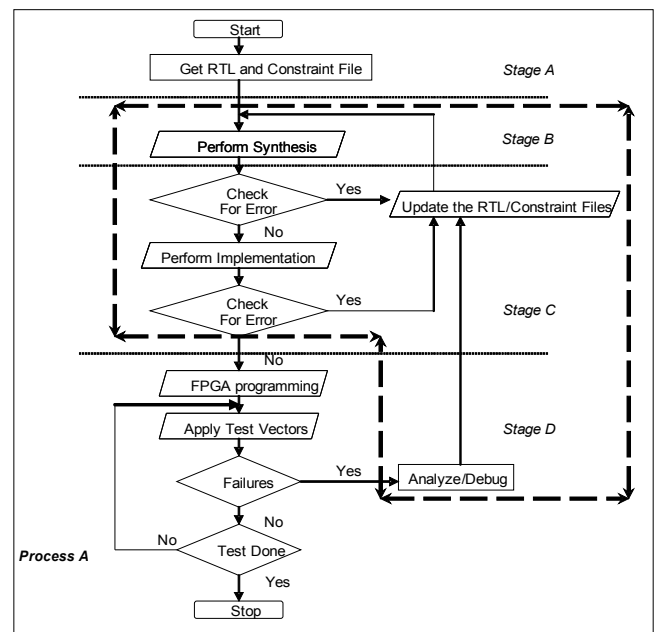 Start
Get RTL and Constraint File
Stage A
Perform Synthesis
Stage B
Check
For Error
Yes
Update the RTL/Constraint Files
No
Perform Implementation
Check
For Error
Yes
Stage C
No
FPGA programming
Apply Test Vectors
Stage D
Failures
Yes
Analyze/Debug
No
No
Test Done
Process A
Yes
Stop